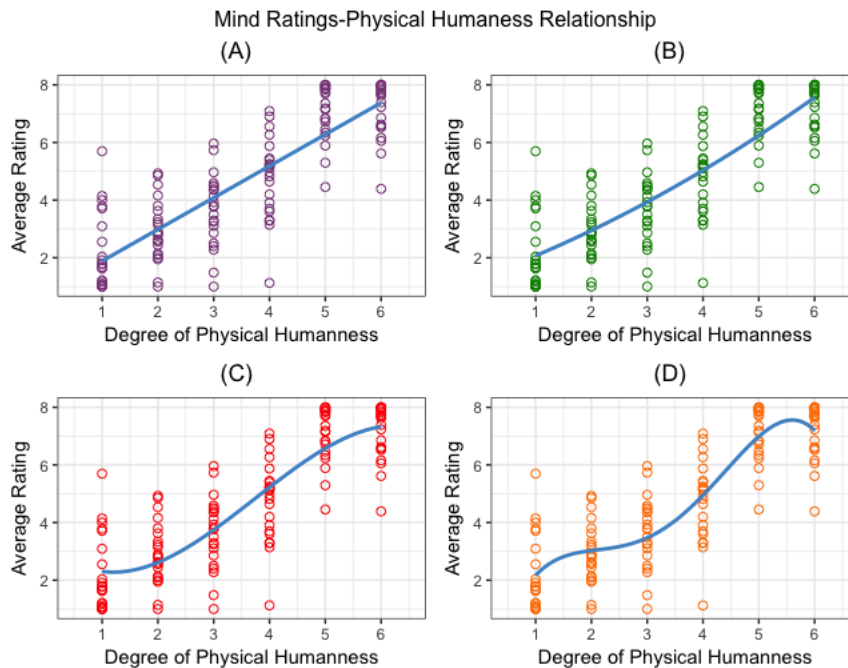 Mind Ratings-Physical Humaness Relationship
(A)
Average Rating
8
6
4
2
1 2 3 4 5 6
Degree of Physical Humanness
(B)
Average Rating
8
6
4
2
1 2 3 4 5 6
Degree of Physical Humanness
(C)
Average Rating
8
6
4
2
1 2 3 4 5 6
Degree of Physical Humanness
(D)
Average Rating
8
6
4
2
1 2 3 4 5 6
Degree of Physical Humanness